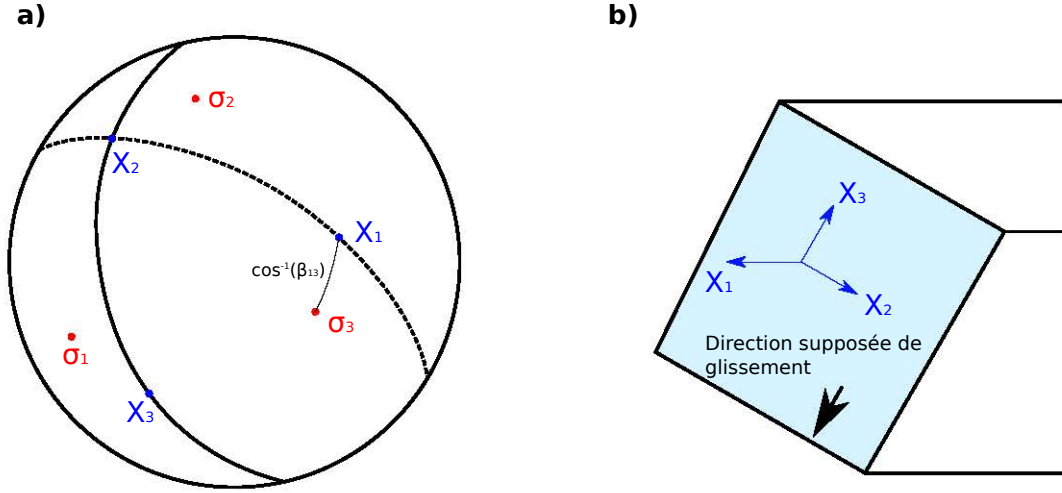 a)
σ₂
X₂
X₁
cos⁻¹(β₁₃)
σ₃
σ₁
X₃
b)
X₃
X₁
X₂
Direction supposée de
glissement